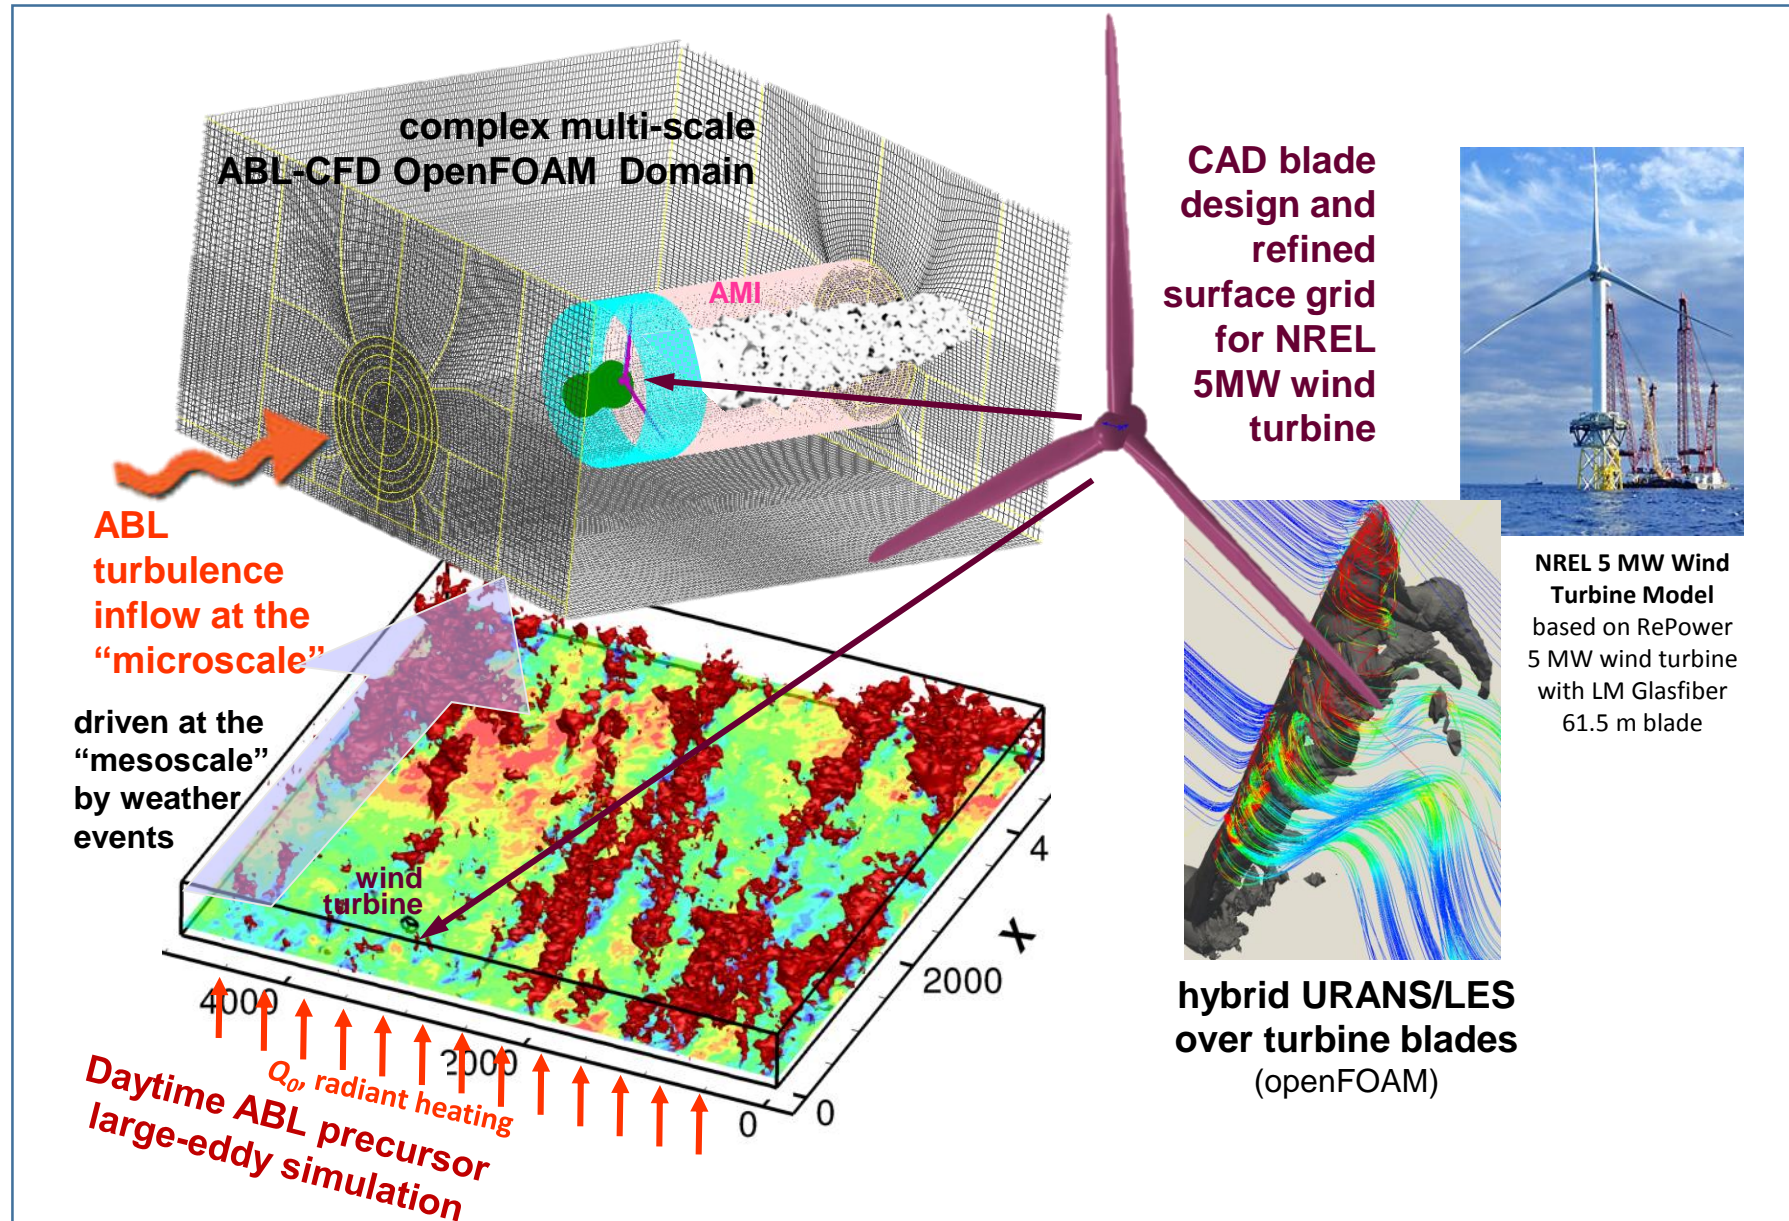 complex multi-scale
ABL-CFD OpenFOAM Domain
AMI
CAD blade
design and
refined
surface grid
for NREL
5MW wind
turbine
ABL
turbulence
inflow at the
“microscale”
driven at the
“mesoscale”
by weather
events
NREL 5 MW Wind
Turbine Model
based on RePower
5 MW wind turbine
with LM Glasfiber
61.5 m blade
wind
turbine
4
X
2000
0
4000
2000
0
Q₀, radiant heating
Daytime ABL precursor
large-eddy simulation
hybrid URANS/LES
over turbine blades
(openFOAM)